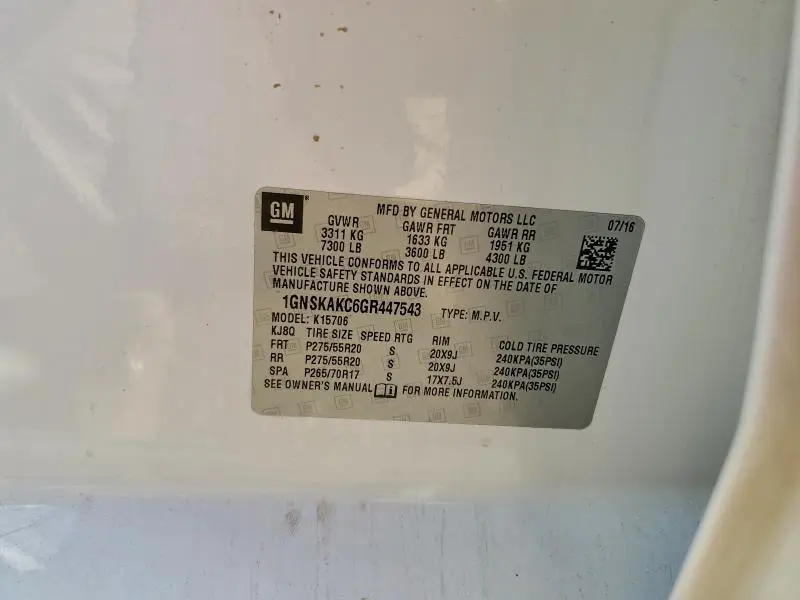 GM®
MFD BY GENERAL MOTORS LLC 07/16
GVWR GAWR FRT GAWR RR
3311 KG 1633 KG 1951 KG
7300 LB 3600 LB 4300 LB
THIS VEHICLE CONFORMS TO ALL APPLICABLE U.S. FEDERAL MOTOR
VEHICLE SAFETY STANDARDS IN EFFECT ON THE DATE OF
MANUFACTURE SHOWN ABOVE.
1GNSKAKC6GR447543 TYPE: M.P.V.
MODEL: K15706
KJ8Q TIRE SIZE SPEED RTG RIM COLD TIRE PRESSURE
FRT P275/55R20 S 20X9J 240KPA(35PSI)
RR P275/55R20 S 20X9J 240KPA(35PSI)
SPA P265/70R17 S 17X7.5J 240KPA(35PSI)
SEE OWNER'S MANUAL FOR MORE INFORMATION.